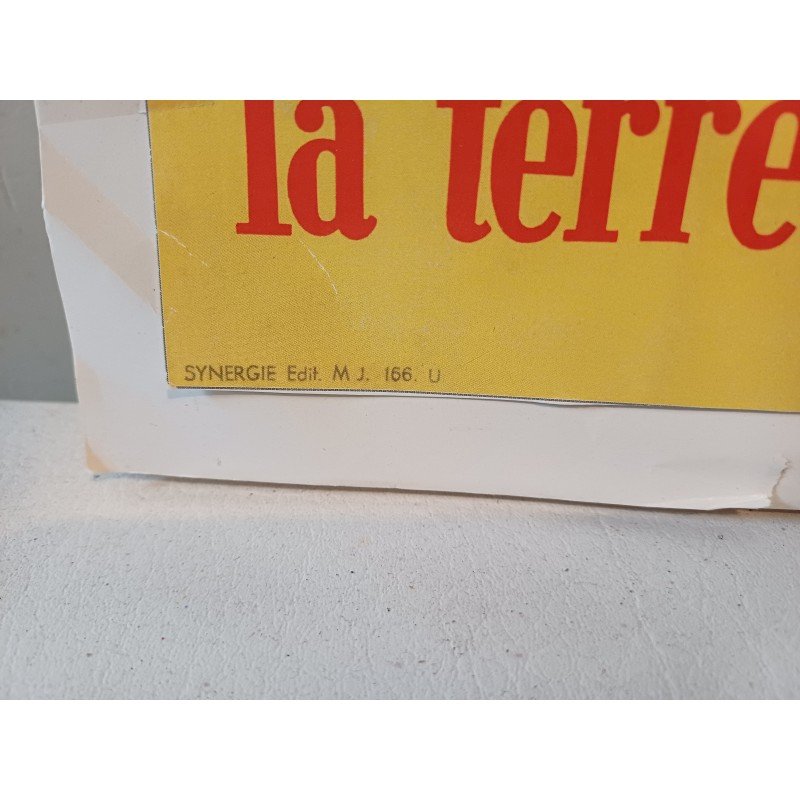 la terre
SYNERGIE Edit. M J. 166. U